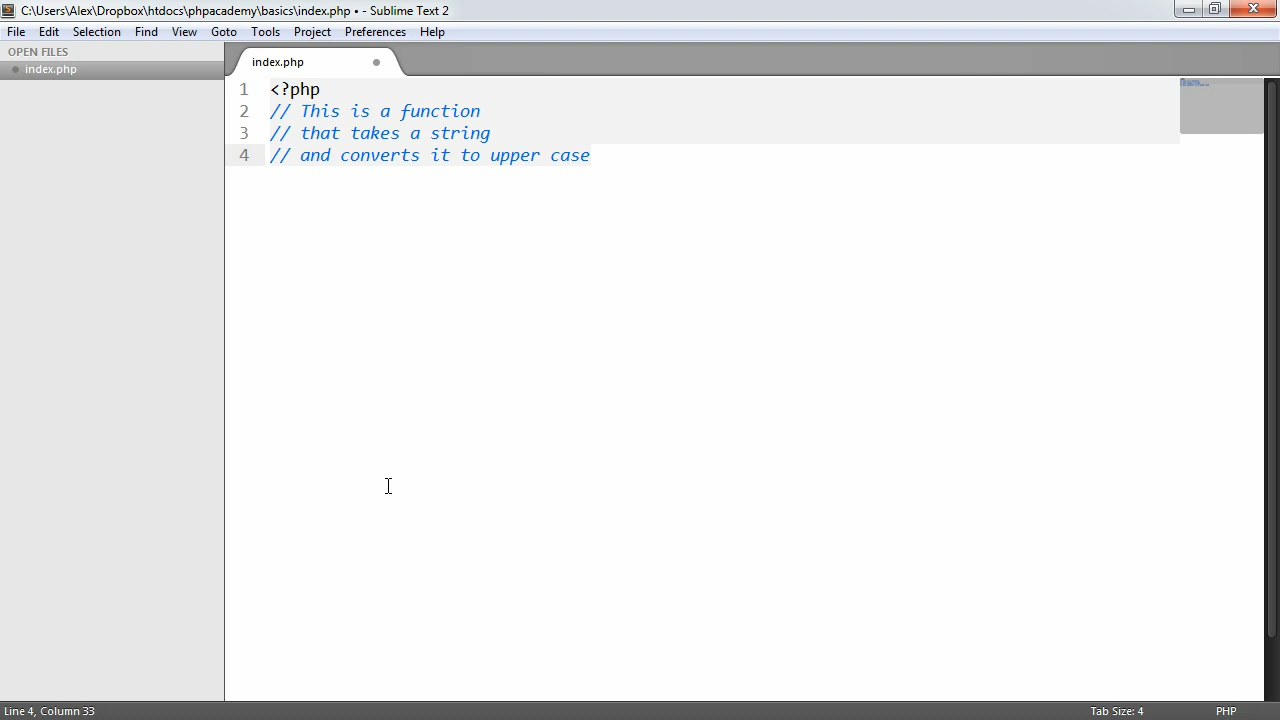 C:\Users\Alex\Dropbox\htdocs\phpacademy\basics\index.php • - Sublime Text 2
File Edit Selection Find View Goto Tools Project Preferences Help
OPEN FILES
index.php
index.php
1 <?php
2 // This is a function
3 // that takes a string
4 // and converts it to upper case
Line 4, Column 33
Tab Size: 4
PHP